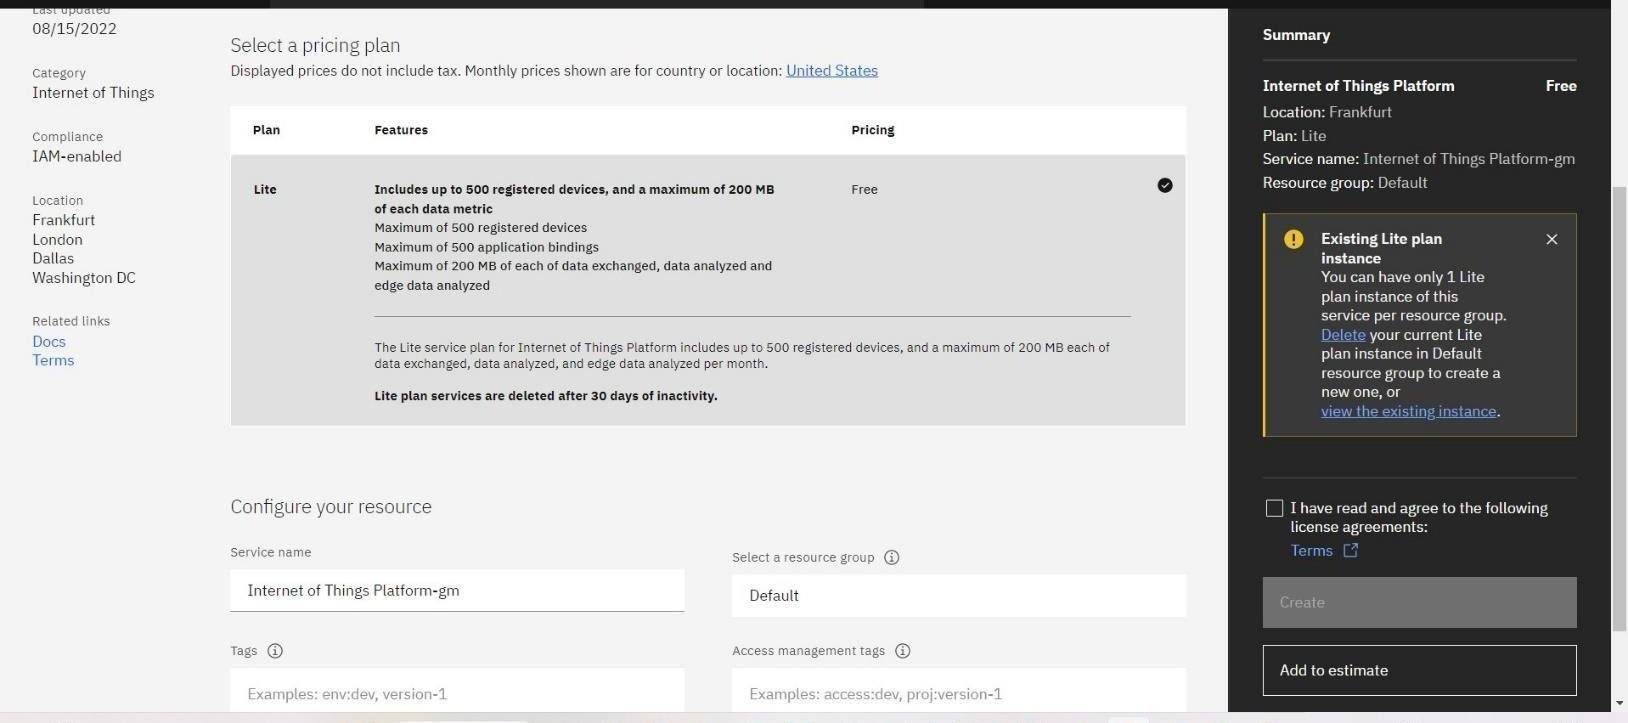 Last updated
08/15/2022
Category
Internet of Things
Compliance
IAM-enabled
Location
Frankfurt
London
Dallas
Washington DC
Related links
Docs
Terms
Select a pricing plan
Displayed prices do not include tax. Monthly prices shown are for country or location: United States
Plan Features Pricing
Lite Includes up to 500 registered devices, and a maximum of 200 MB Free
of each data metric
Maximum of 500 registered devices
Maximum of 500 application bindings
Maximum of 200 MB of each of data exchanged, data analyzed and
edge data analyzed
The Lite service plan for Internet of Things Platform includes up to 500 registered devices, and a maximum of 200 MB each of
data exchanged, data analyzed, and edge data analyzed per month.
Lite plan services are deleted after 30 days of inactivity.
Configure your resource
Service name
Internet of Things Platform-gm
Select a resource group
Default
Tags
Examples: env:dev, version-1
Access management tags
Examples: access:dev, proj:version-1
Summary
Internet of Things Platform Free
Location: Frankfurt
Plan: Lite
Service name: Internet of Things Platform-gm
Resource group: Default
Existing Lite plan
instance
You can have only 1 Lite
plan instance of this
service per resource group.
Delete your current Lite
plan instance in Default
resource group to create a
new one, or
view the existing instance.
I have read and agree to the following
license agreements:
Terms
Create
Add to estimate